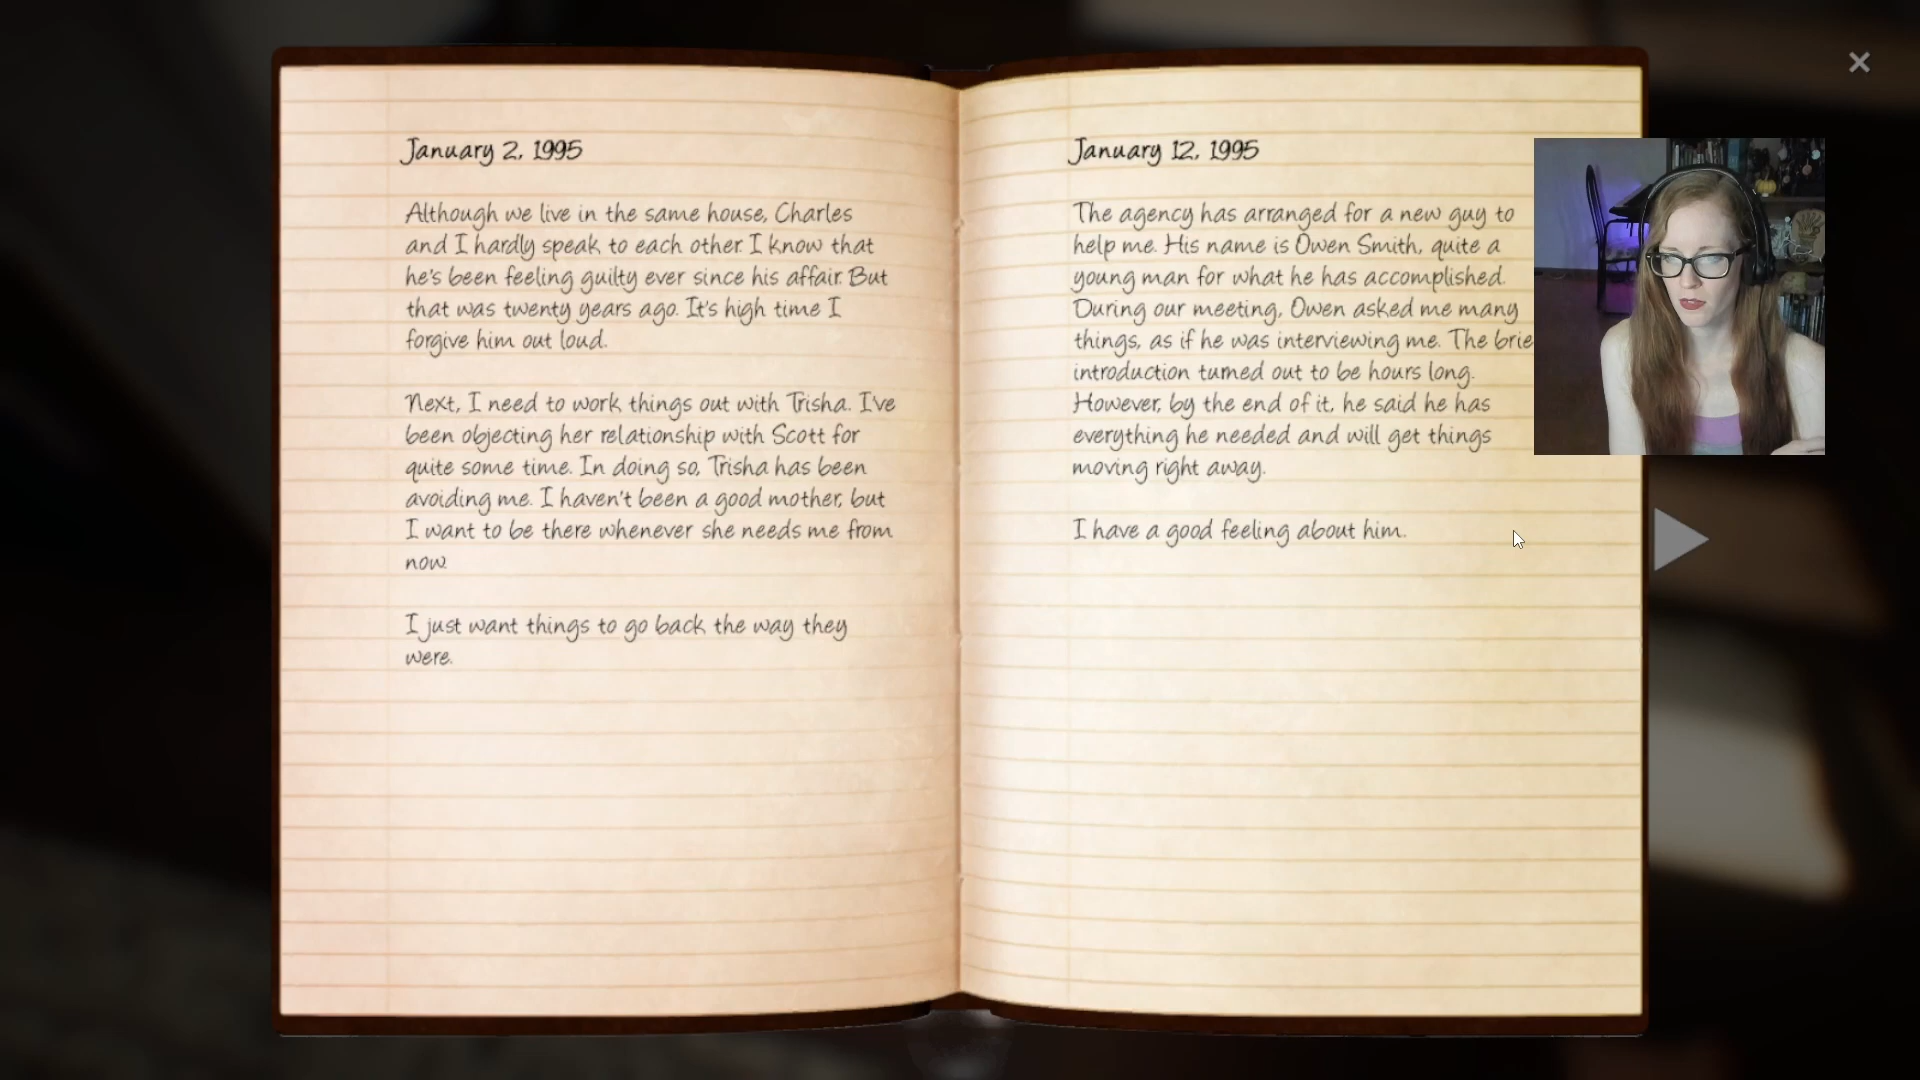 January 2, 1995
Although we live in the same house, Charles
and I hardly speak to each other. I know that
he's been feeling guilty ever since his affair. But
that was twenty years ago. It's high time I
forgive him out loud.
Next, I need to work things out with Trisha. I've
been objecting her relationship with Scott for
quite some time. In doing so, Trisha has been
avoiding me. I haven't been a good mother, but
I want to be there whenever she needs me from
now.
I just want things to go back the way they
were.
January 12, 1995
The agency has arranged for a new guy to
help me. His name is Owen Smith, quite a
young man for what he has accomplished.
During our meeting, Owen asked me many
things, as if he was interviewing me. The
introduction turned out to be hours long.
However, by the end of it, he said he has
everything he needed and will get things
moving right away.
I have a good feeling about him.